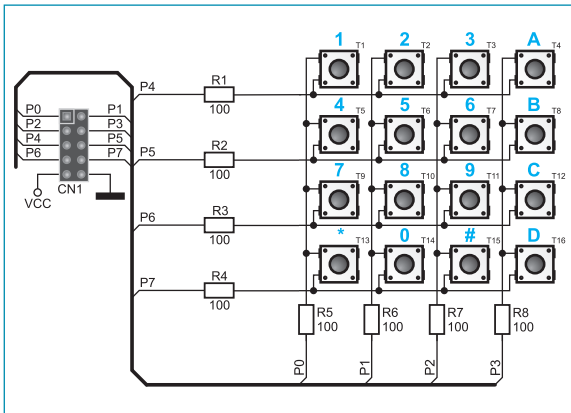 1 2 3 A
T1 T2 T3 T4
P4 R1
100
4 5 6 B
T5 T6 T7 T8
P0 P1
P2 P3
P4 P5
P6 P7
P5 R2
100
7 8 9 C
T9 T10 T11 T12
VCC CN1
P6 R3
100
* 0 # D
T13 T14 T15 T16
P7 R4
100
R5 R6 R7 R8
100 100 100 100
P0 P1 P2 P3